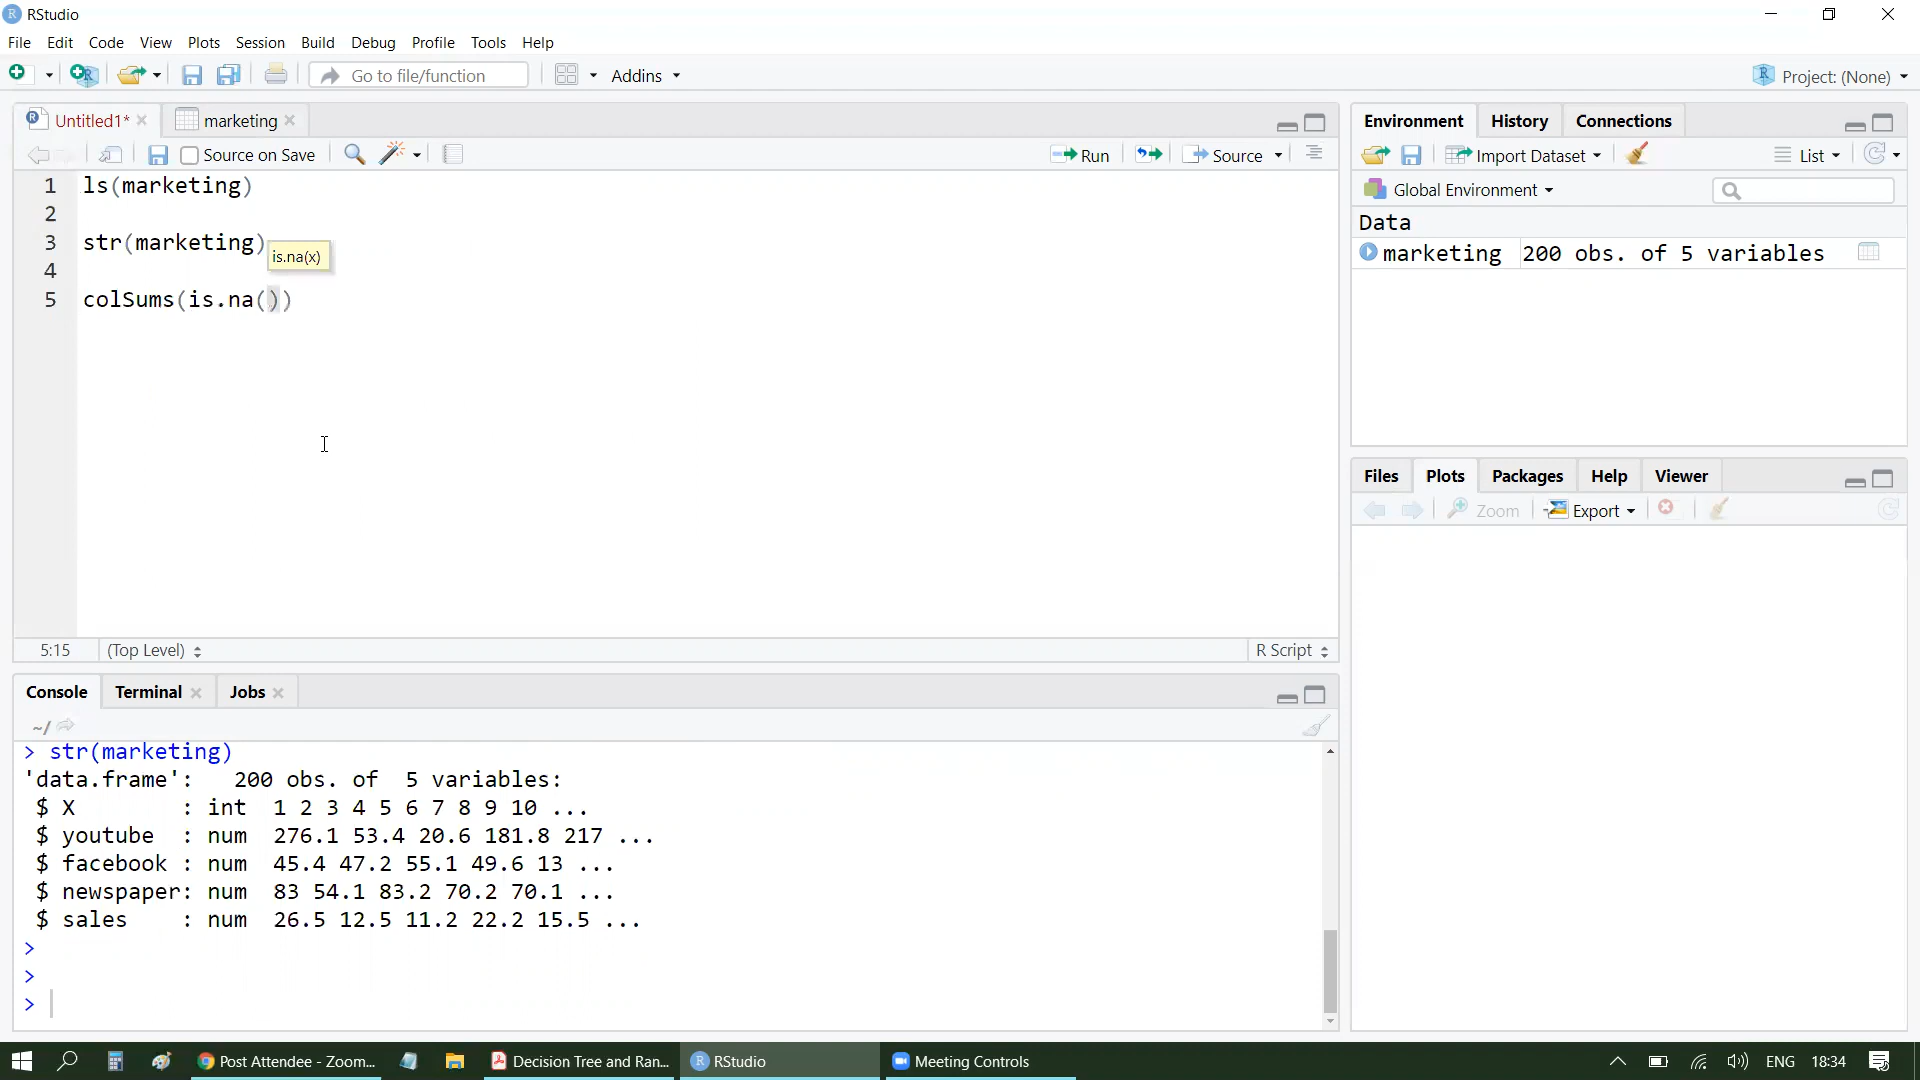 RStudio
File Edit Code View Plots Session Build Debug Profile Tools Help
Go to file/function Addins Project: (None)
Untitled1* marketing
Source on Save Run Source
1 ls(marketing)
2
3 str(marketing)
is.na(x)
4
5 colSums(is.na())
5:15 (Top Level) R Script
Console Terminal Jobs
~/
> str(marketing)
'data.frame': 200 obs. of 5 variables:
$ X : int 1 2 3 4 5 6 7 8 9 10 ...
$ youtube : num 276.1 53.4 20.6 181.8 217 ...
$ facebook : num 45.4 47.2 55.1 49.6 13 ...
$ newspaper: num 83 54.1 83.2 70.2 70.1 ...
$ sales : num 26.5 12.5 11.2 22.2 15.5 ...
>
>
>
Environment History Connections
Import Dataset List
Global Environment
Data
marketing 200 obs. of 5 variables
Files Plots Packages Help Viewer
Zoom Export
Post Attendee - Zoom... Decision Tree and Ran... RStudio Meeting Controls ENG 18:34